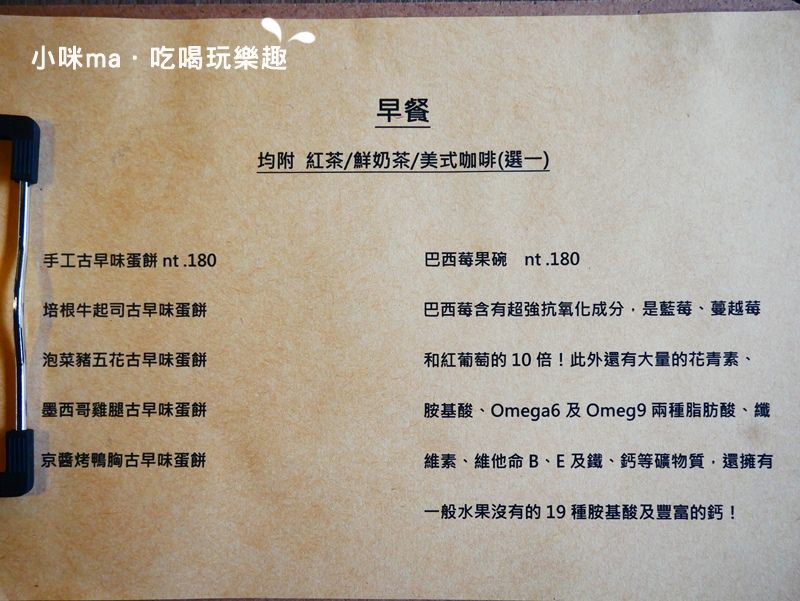 小咪ma．吃喝玩樂趣
早餐
均附 紅茶/鮮奶茶/美式咖啡(選一)
手工古早味蛋餅 nt .180
培根牛起司古早味蛋餅
泡菜豬五花古早味蛋餅
墨西哥雞腿古早味蛋餅
京醬烤鴨胸古早味蛋餅
巴西莓果碗 nt .180
巴西莓含有超強抗氧化成分，是藍莓、蔓越莓
和紅葡萄的 10 倍！此外還有大量的花青素、
胺基酸、Omega6 及 Omeg9 兩種脂肪酸、纖
維素、維他命 B、E 及鐵、鈣等礦物質，還擁有
一般水果沒有的 19 種胺基酸及豐富的鈣！